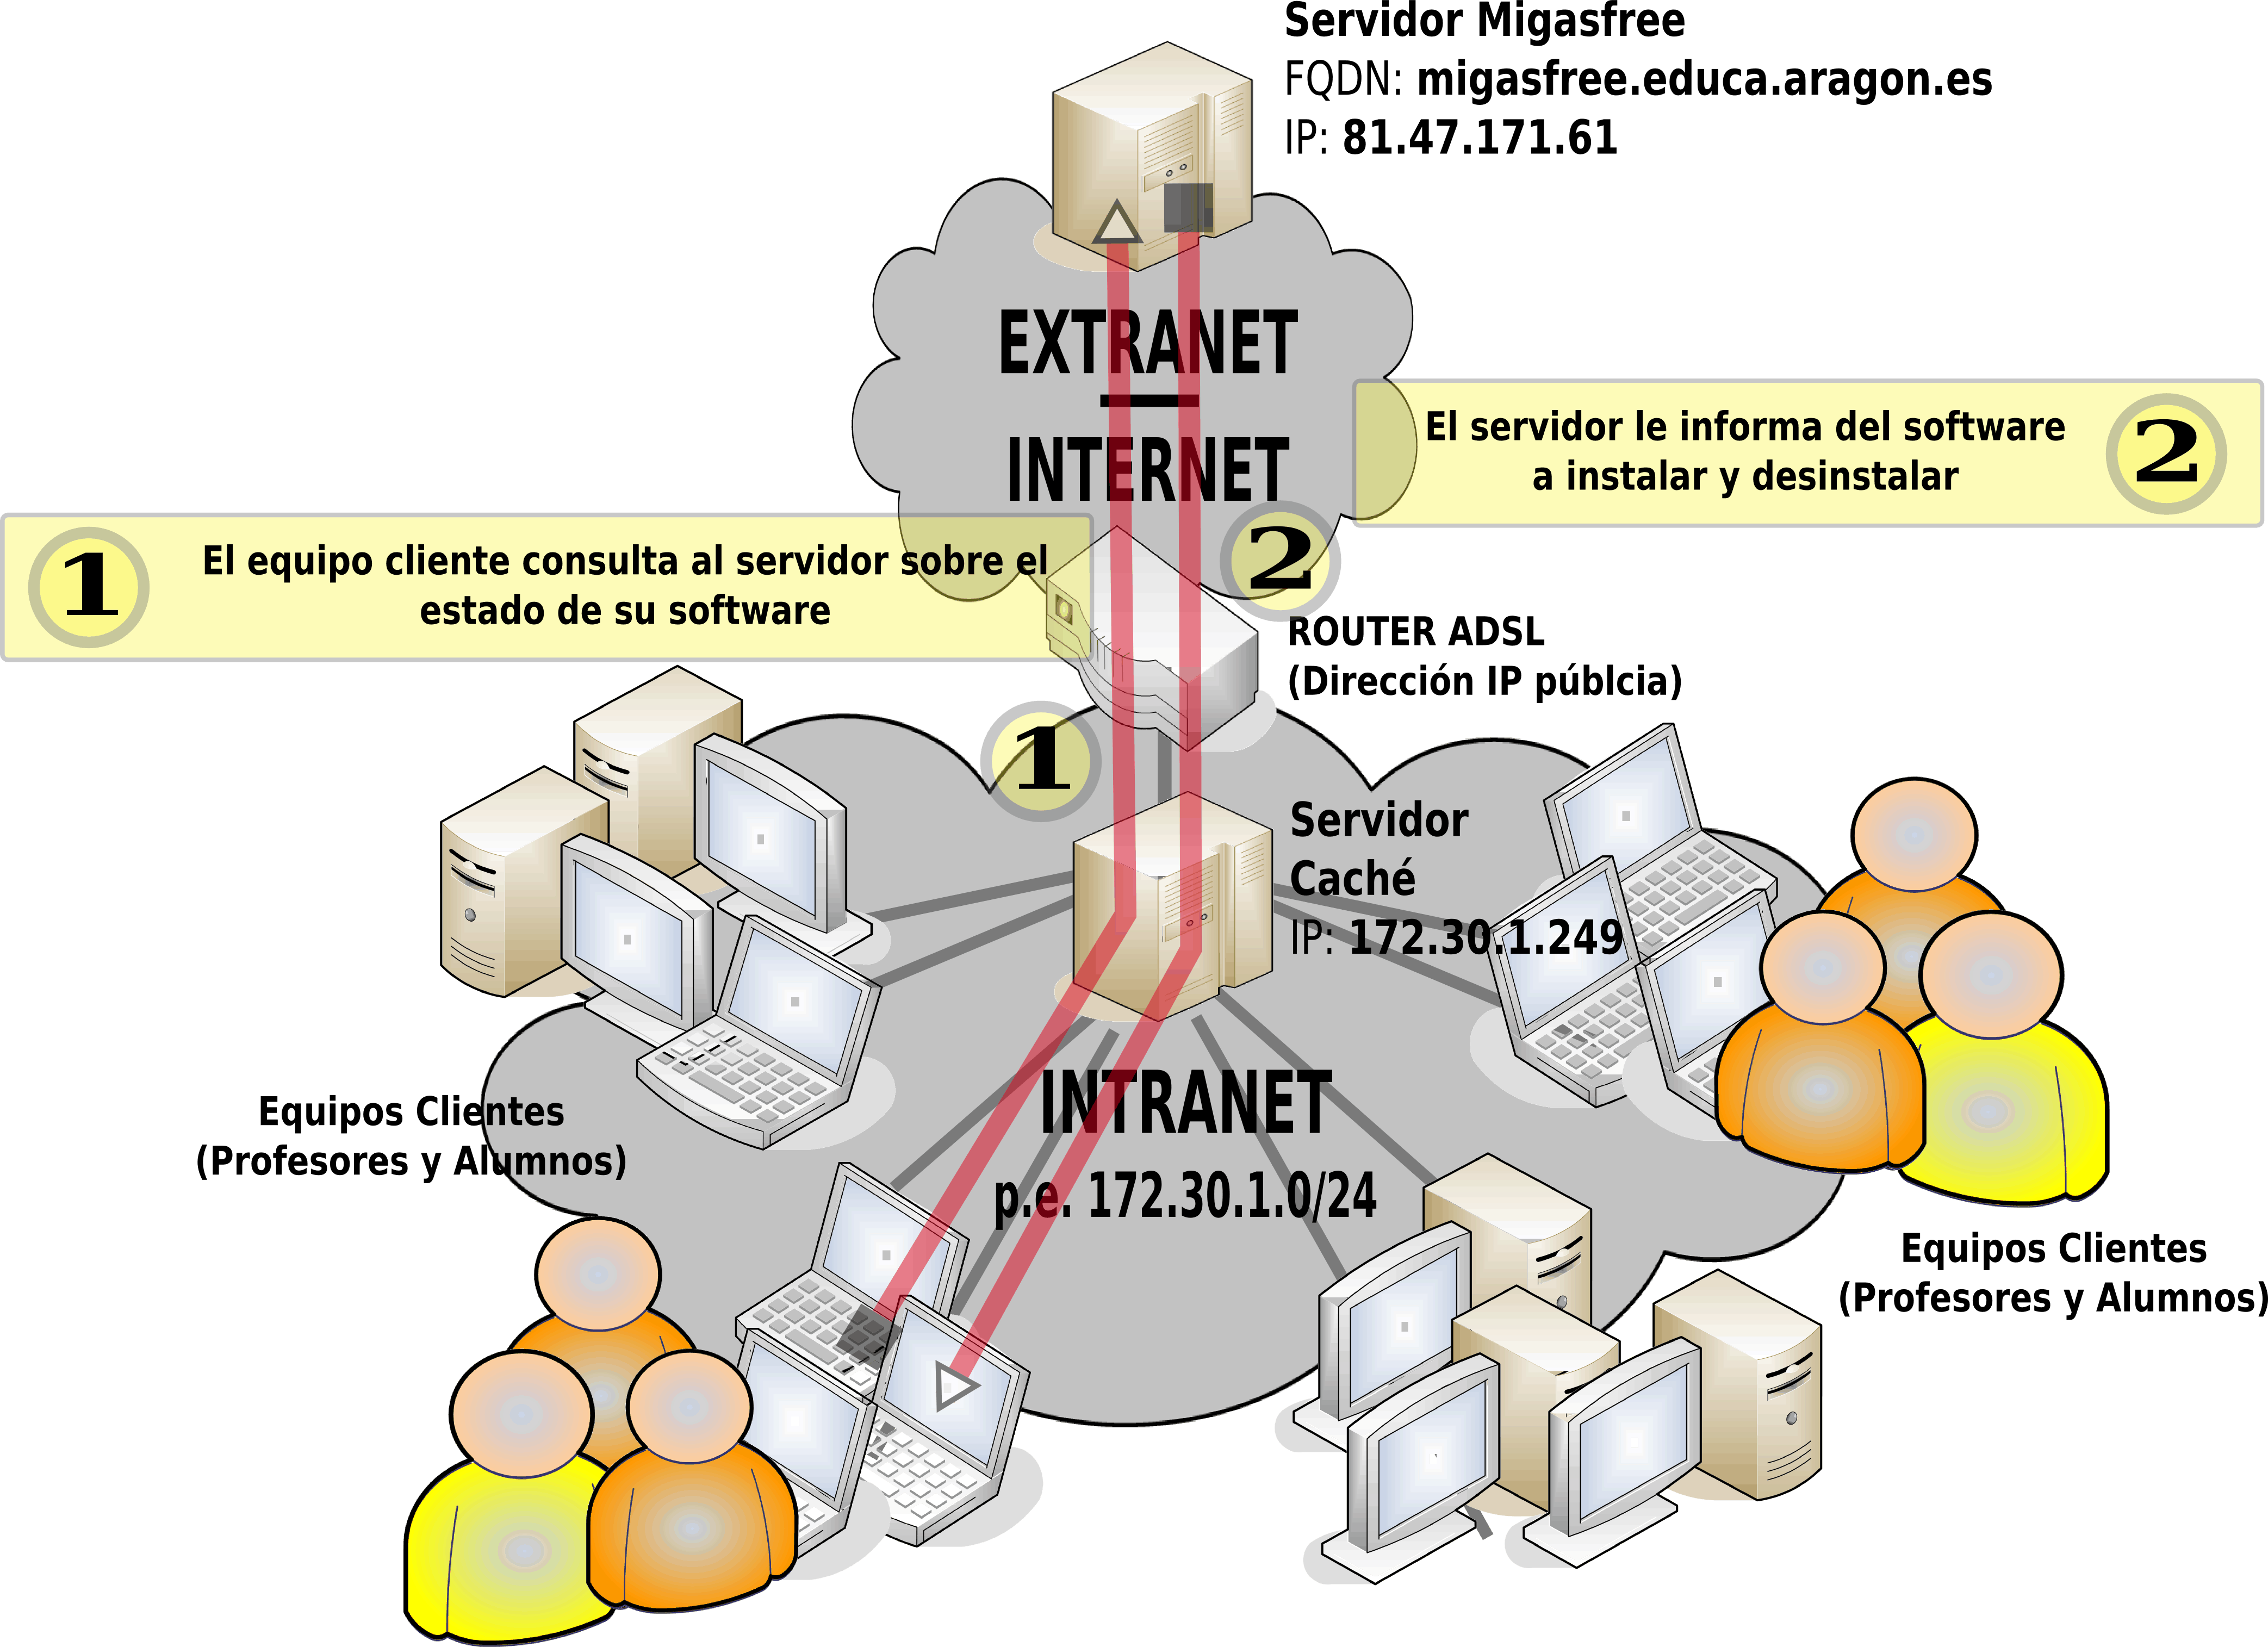 Servidor Migasfree
FQDN: migasfree.educa.aragon.es
IP: 81.47.171.61
EXTRANET
INTERNET
El servidor le informa del software
a instalar y desinstalar
2
1
El equipo cliente consulta al servidor sobre el
estado de su software
2
ROUTER ADSL
(Dirección IP públcia)
1
Servidor
Caché
IP: 172.30.1.249
INTRANET
p.e. 172.30.1.0/24
Equipos Clientes
(Profesores y Alumnos)
Equipos Clientes
(Profesores y Alumnos)